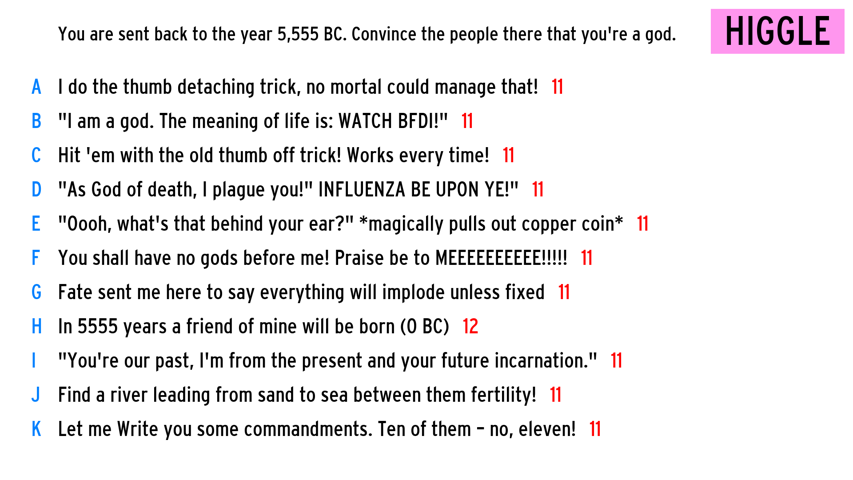 You are sent back to the year 5,555 BC. Convince the people there that you're a god.
HIGGLE
A I do the thumb detaching trick, no mortal could manage that! 11
B "I am a god. The meaning of life is: WATCH BFDI!" 11
C Hit 'em with the old thumb off trick! Works every time! 11
D "As God of death, I plague you!" INFLUENZA BE UPON YE!" 11
E "Oooh, what's that behind your ear?" *magically pulls out copper coin* 11
F You shall have no gods before me! Praise be to MEEEEEEEEEE!!!!! 11
G Fate sent me here to say everything will implode unless fixed 11
H In 5555 years a friend of mine will be born (0 BC) 12
I "You're our past, I'm from the present and your future incarnation." 11
J Find a river leading from sand to sea between them fertility! 11
K Let me Write you some commandments. Ten of them – no, eleven! 11